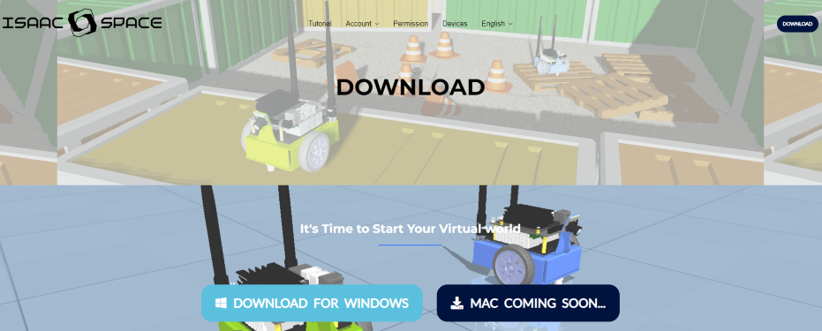 ISAAC SPACE
Tutorial Account Permission Devices English
DOWNLOAD
DOWNLOAD
It's Time to Start Your Virtual world
DOWNLOAD FOR WINDOWS
MAC COMING SOON...